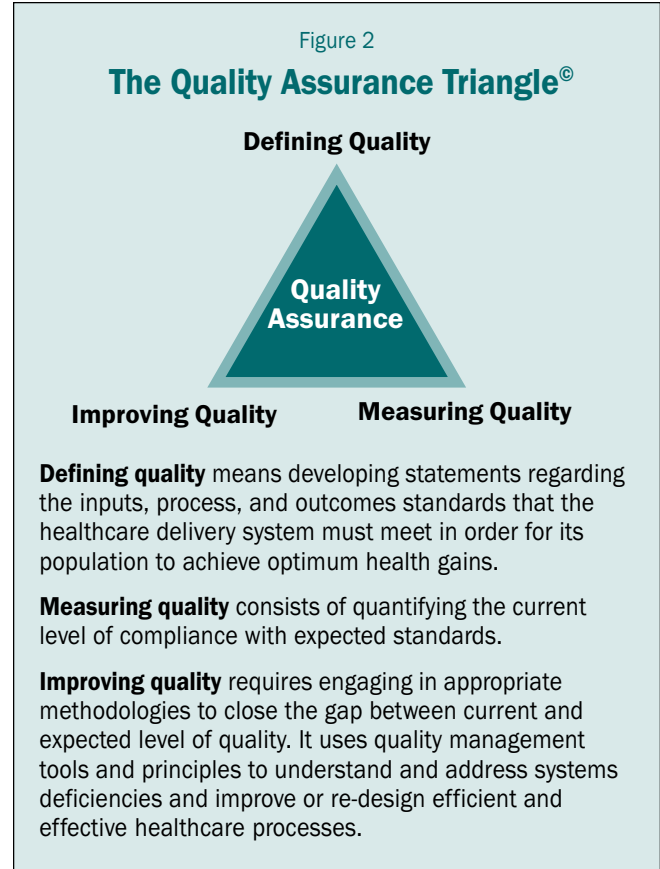 Figure 2
The Quality Assurance Triangle©
Defining Quality
Quality
Assurance
Improving Quality
Measuring Quality
Defining quality means developing statements regarding
the inputs, process, and outcomes standards that the
healthcare delivery system must meet in order for its
population to achieve optimum health gains.
Measuring quality consists of quantifying the current
level of compliance with expected standards.
Improving quality requires engaging in appropriate
methodologies to close the gap between current and
expected level of quality. It uses quality management
tools and principles to understand and address systems
deficiencies and improve or re-design efficient and
effective healthcare processes.